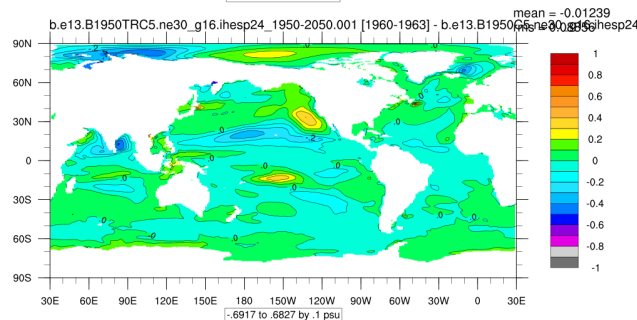 mean = -0.01239
b.e13.B1950TRC5.ne30_g16.ihesp24_1950-2050.001 [1960-1963] - b.e13.B1950
90N
60N
30N
0
30S
60S
90S
30E 60E 90E 120E 150E 180 150W 120W 90W 60W 30W 0 30E
-.6917 to .6827 by .1 psu
1
0.8
0.6
0.4
0.2
0
-0.2
-0.4
-0.6
-0.8
-1